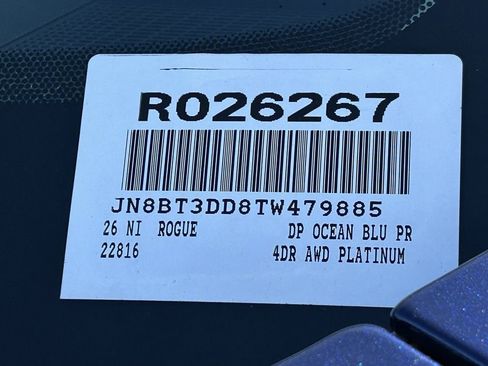 R026267
JN8BT3DD8TW479885
26 NI ROGUE DP OCEAN BLU PR
22816 4DR AWD PLATINUM